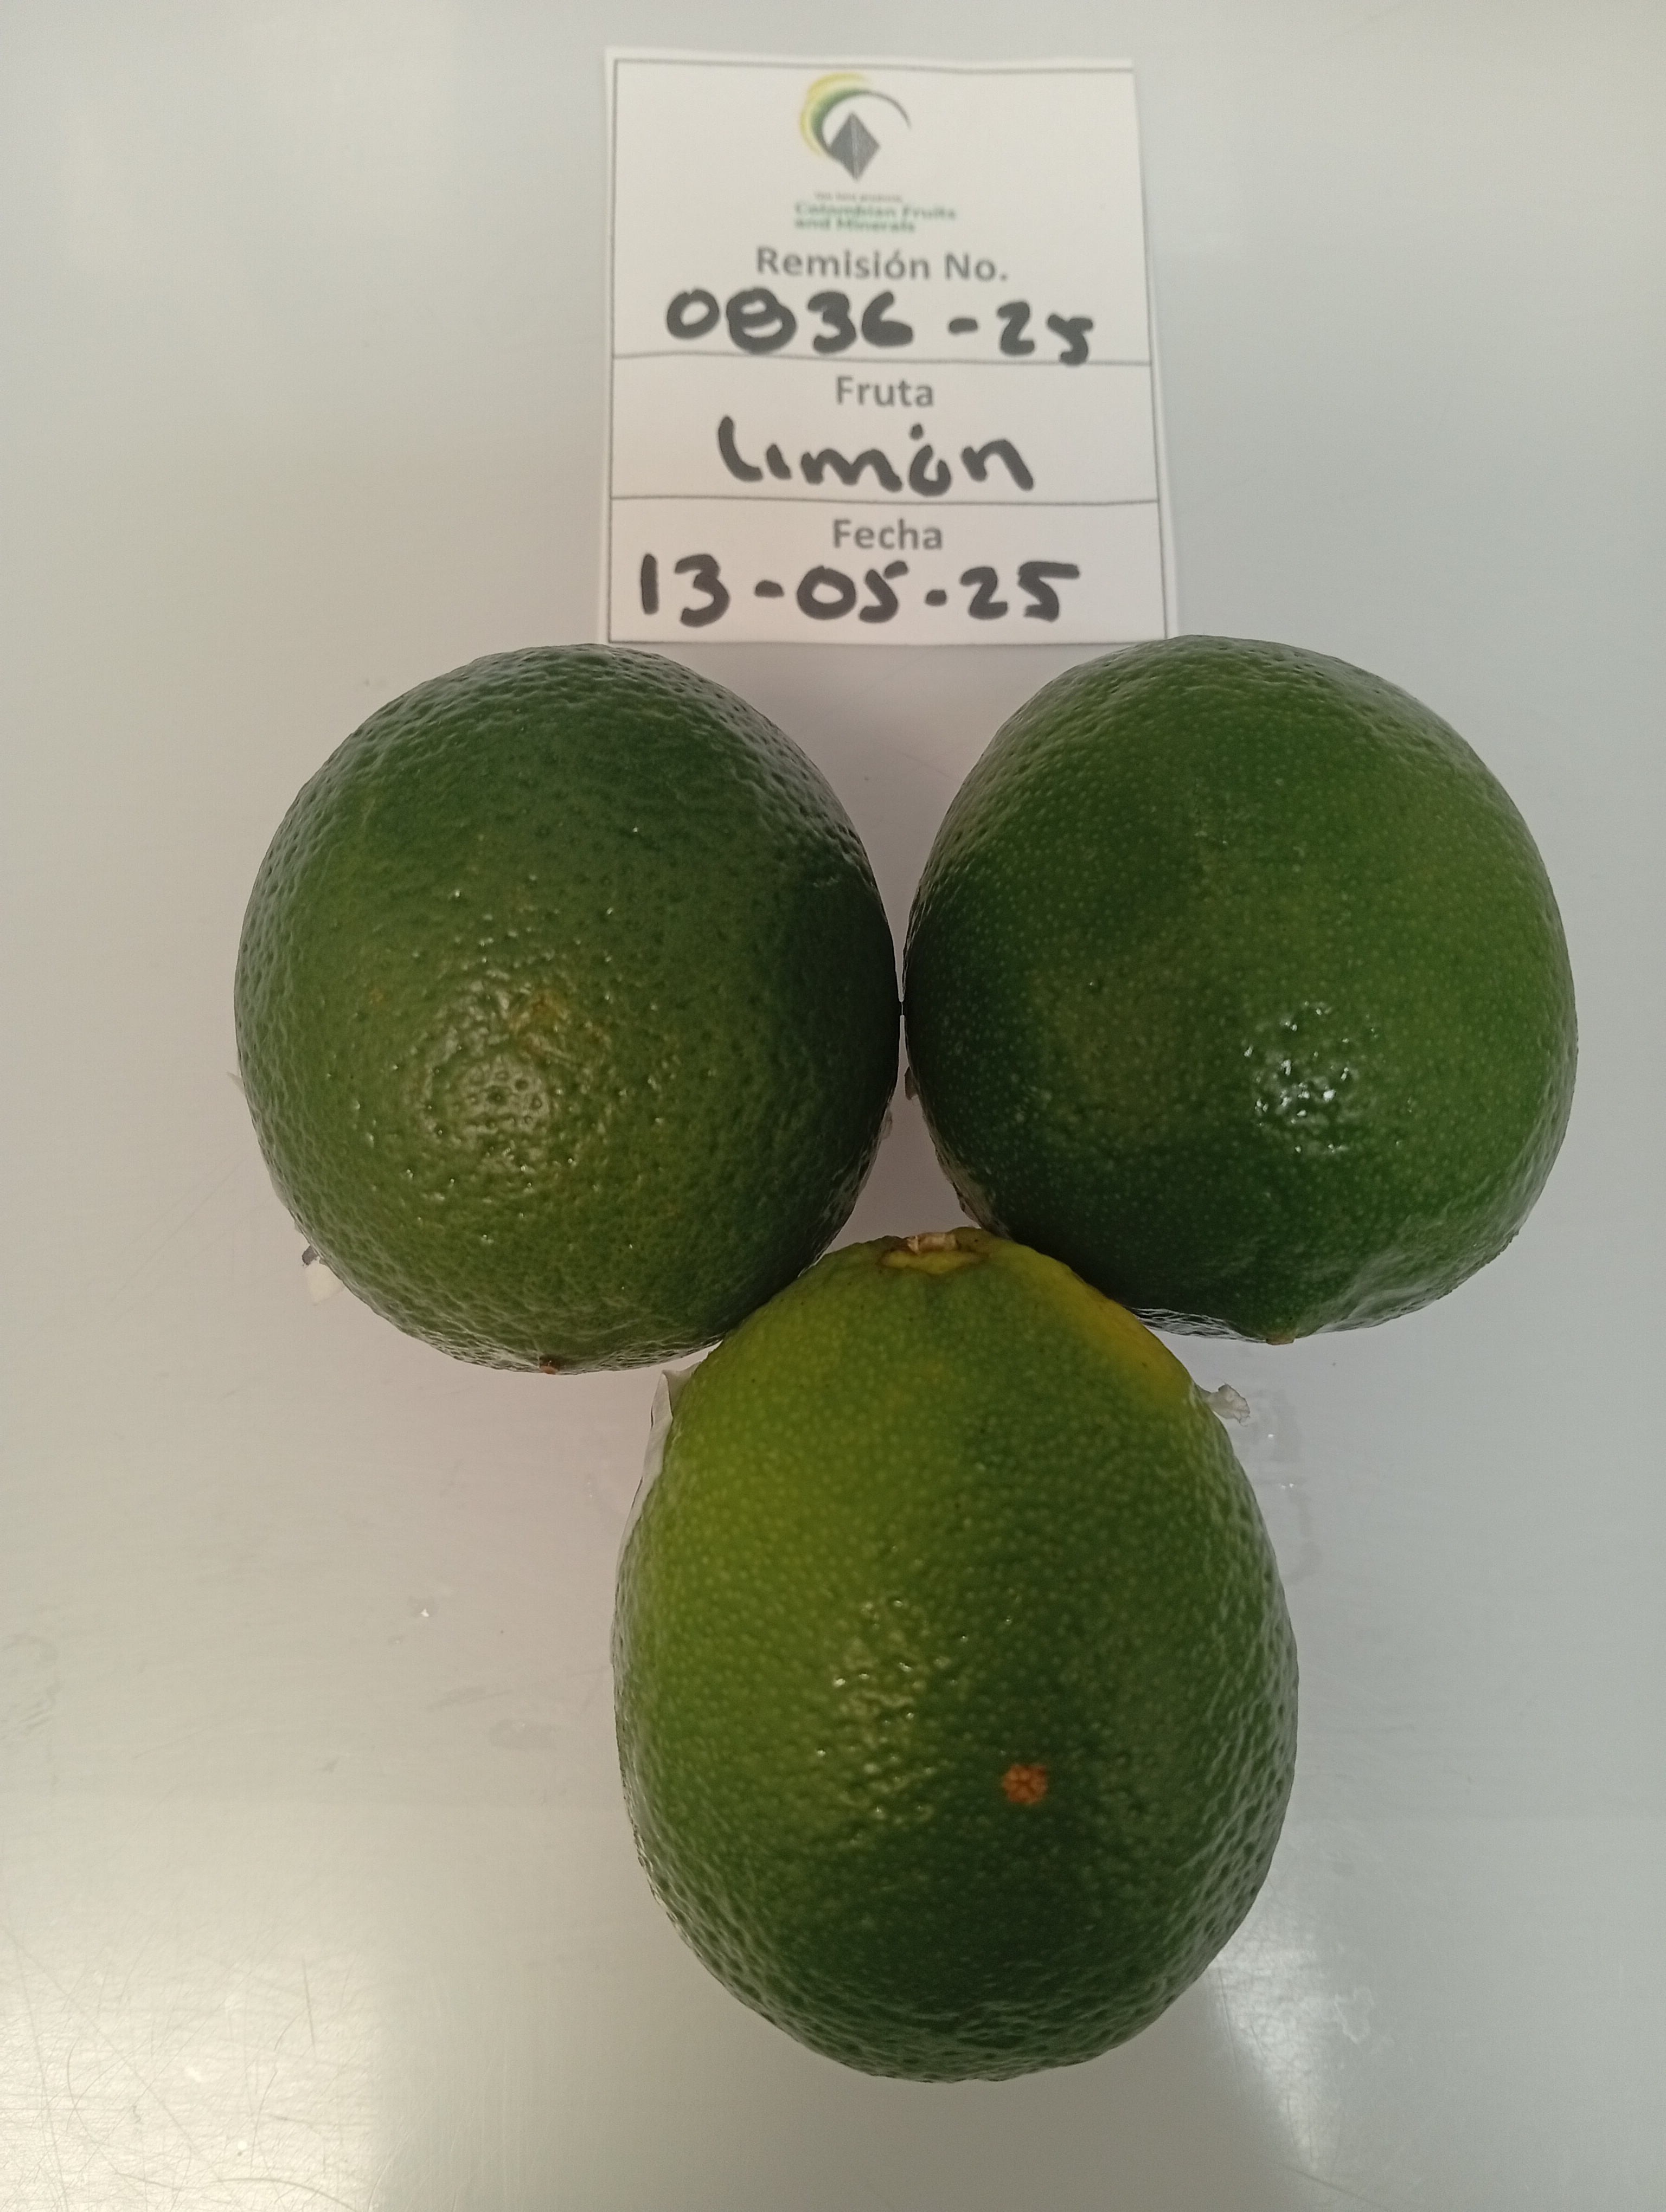 Colombian Fruits
and Minerals
Remisión No.
0836-25
Fruta
Limón
Fecha
13-05-25